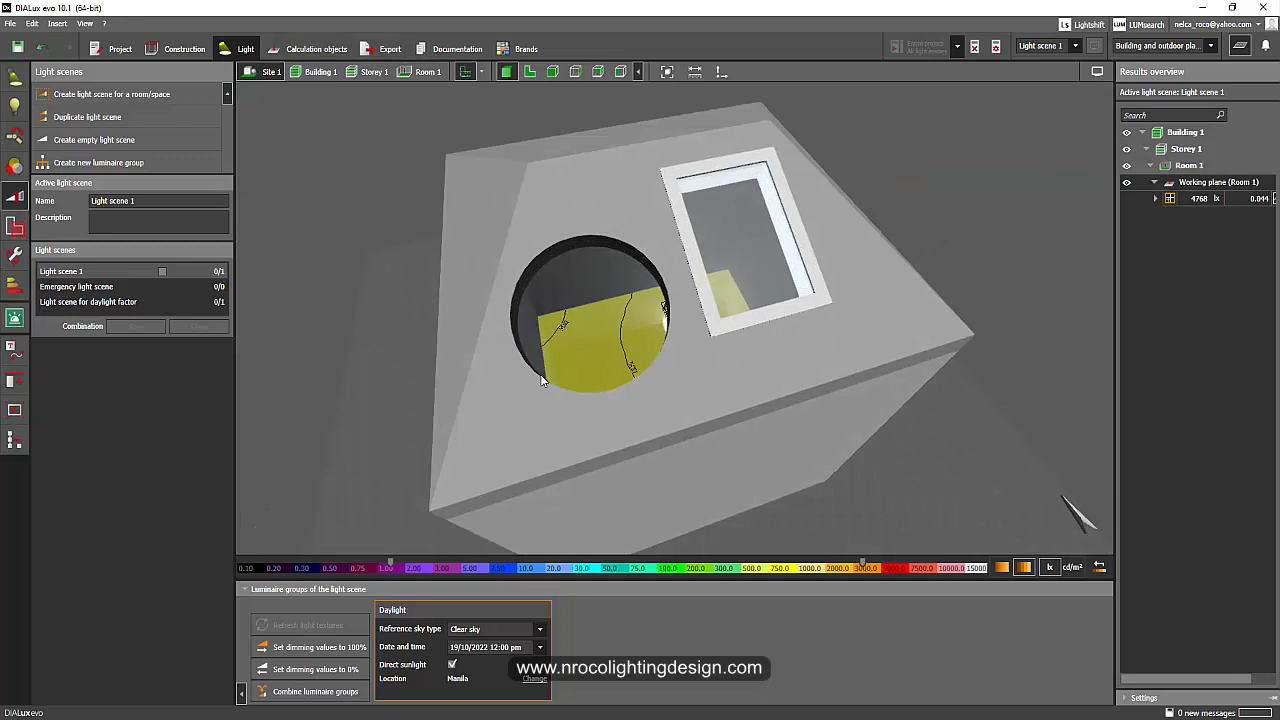 DIALux evo 10.1 (64-bit)
File Edit Insert View ?
Lightshift LUMsearch nelca_roco@yahoo.com
Project Construction Light Calculation objects Export Documentation Brands
Light scene 1 Building and outdoor pla...
Light scenes
Site 1 Building 1 Storey 1 Room 1
Results overview
Create light scene for a room/space
Active light scene: Light scene 1
Duplicate light scene
Search
Create empty light scene
Building 1
Storey 1
Create new luminaire group
Room 1
Active light scene
Working plane (Room 1)
Name Light scene 1
4768 lx 0.044
Description
Light scenes
Light scene 1 0/1
Emergency light scene 0/0
Light scene for daylight factor 0/1
Combination
0.10 0.20 0.30 0.50 0.75 1.00 2.00 3.00 5.00 7.50 10.0 20.0 30.0 50.0 75.0 100.0 200.0 300.0 500.0 750.0 1000.0 2000.0 3000.0 5000.0 7500.0 10000.0 15000 lx cd/m²
Luminaire groups of the light scene
Daylight
Refresh light textures
Reference sky type Clear sky
Set dimming values to 100%
Date and time 19/10/2022 12:00 pm
Set dimming values to 0%
Direct sunlight
Location Manila Change
Combine luminaire groups
www.nrocolightingdesign.com
Settings
DIALux evo
0 new messages